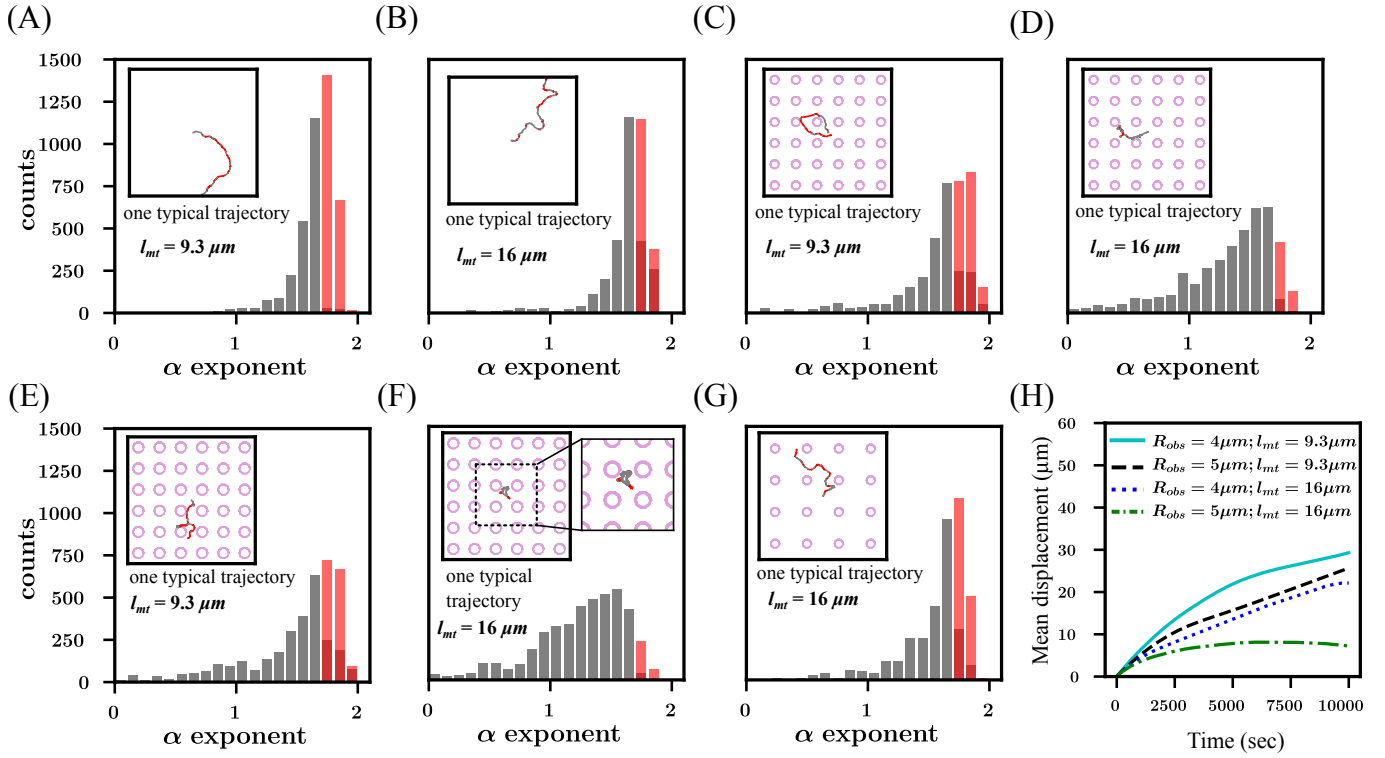 (A)
(B)
(C)
(D)
1500
1250
1000
750
500
250
0
counts
one typical trajectory
l_mt = 9.3 μm
0 1 2
α exponent
one typical trajectory
l_mt = 16 μm
0 1 2
α exponent
one typical trajectory
l_mt = 9.3 μm
0 1 2
α exponent
one typical trajectory
l_mt = 16 μm
0 1 2
α exponent
(E)
(F)
(G)
(H)
1500
1250
1000
750
500
250
0
counts
one typical trajectory
l_mt = 9.3 μm
0 1 2
α exponent
one typical
trajectory
l_mt = 16 μm
0 1 2
α exponent
one typical trajectory
l_mt = 16 μm
0 1 2
α exponent
60
50
40
30
20
10
0
Mean displacement (μm)
R_obs = 4μm; l_mt = 9.3μm
R_obs = 5μm; l_mt = 9.3μm
R_obs = 4μm; l_mt = 16μm
R_obs = 5μm; l_mt = 16μm
0 2500 5000 7500 10000
Time (sec)